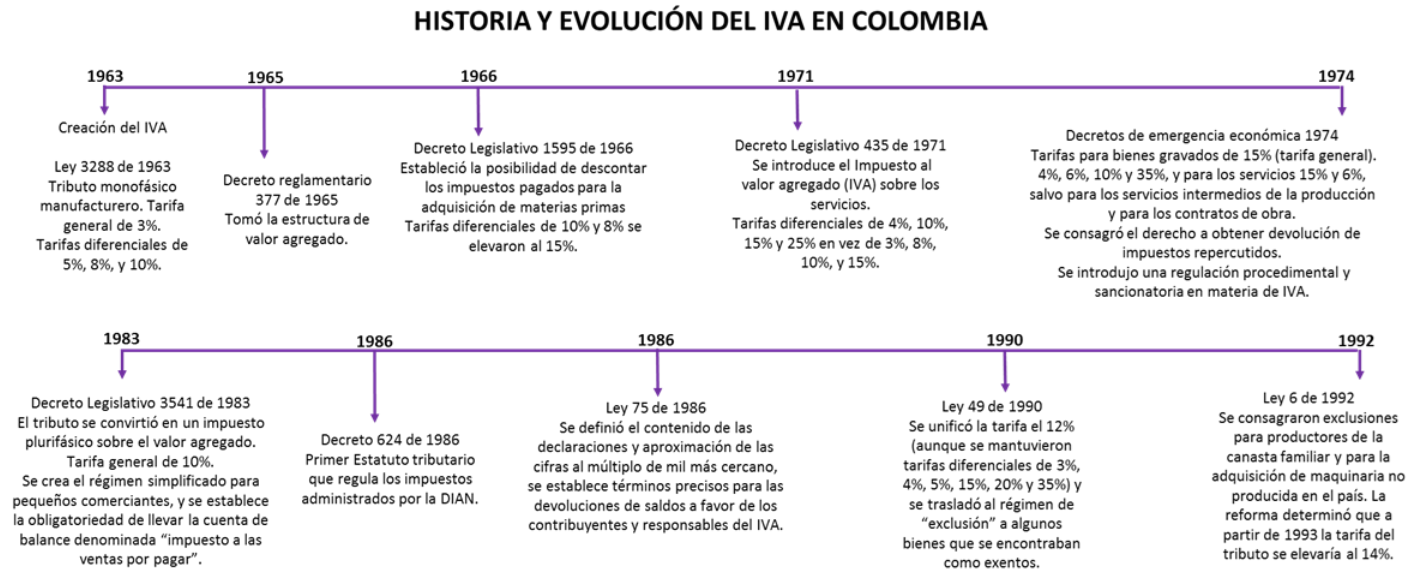 HISTORIA Y EVOLUCIÓN DEL IVA EN COLOMBIA
1963
Creación del IVA
Ley 3288 de 1963
Tributo monofásico
manufacturero. Tarifa
general de 3%.
Tarifas diferenciales de
5%, 8%, y 10%.
1965
Decreto reglamentario
377 de 1965
Tomó la estructura de
valor agregado.
1966
Decreto Legislativo 1595 de 1966
Estableció la posibilidad de descontar
los impuestos pagados para la
adquisición de materias primas
Tarifas diferenciales de 10% y 8% se
elevaron al 15%.
1971
Decreto Legislativo 435 de 1971
Se introduce el Impuesto al
valor agregado (IVA) sobre los
servicios.
Tarifas diferenciales de 4%, 10%,
15% y 25% en vez de 3%, 8%,
10%, y 15%.
1974
Decretos de emergencia económica 1974
Tarifas para bienes gravados de 15% (tarifa general).
4%, 6%, 10% y 35%, y para los servicios 15% y 6%,
salvo para los servicios intermedios de la producción
y para los contratos de obra.
Se consagró el derecho a obtener devolución de
impuestos repercutidos.
Se introdujo una regulación procedimental y
sancionatoria en materia de IVA.
1983
Decreto Legislativo 3541 de 1983
El tributo se convirtió en un impuesto
plurifásico sobre el valor agregado.
Tarifa general de 10%.
Se crea el régimen simplificado para
pequeños comerciantes, y se establece
la obligatoriedad de llevar la cuenta de
balance denominada “impuesto a las
ventas por pagar”.
1986
Decreto 624 de 1986
Primer Estatuto tributario
que regula los impuestos
administrados por la DIAN.
1986
Ley 75 de 1986
Se definió el contenido de las
declaraciones y aproximación de las
cifras al múltiplo de mil más cercano,
se establece términos precisos para las
devoluciones de saldos a favor de los
contribuyentes y responsables del IVA.
1990
Ley 49 de 1990
Se unificó la tarifa el 12%
(aunque se mantuvieron
tarifas diferenciales de 3%,
4%, 5%, 15%, 20% y 35%) y
se trasladó al régimen de
“exclusión” a algunos
bienes que se encontraban
como exentos.
1992
Ley 6 de 1992
Se consagraron exclusiones
para productores de la
canasta familiar y para la
adquisición de maquinaria no
producida en el país. La
reforma determinó que a
partir de 1993 la tarifa del
tributo se elevaría al 14%.